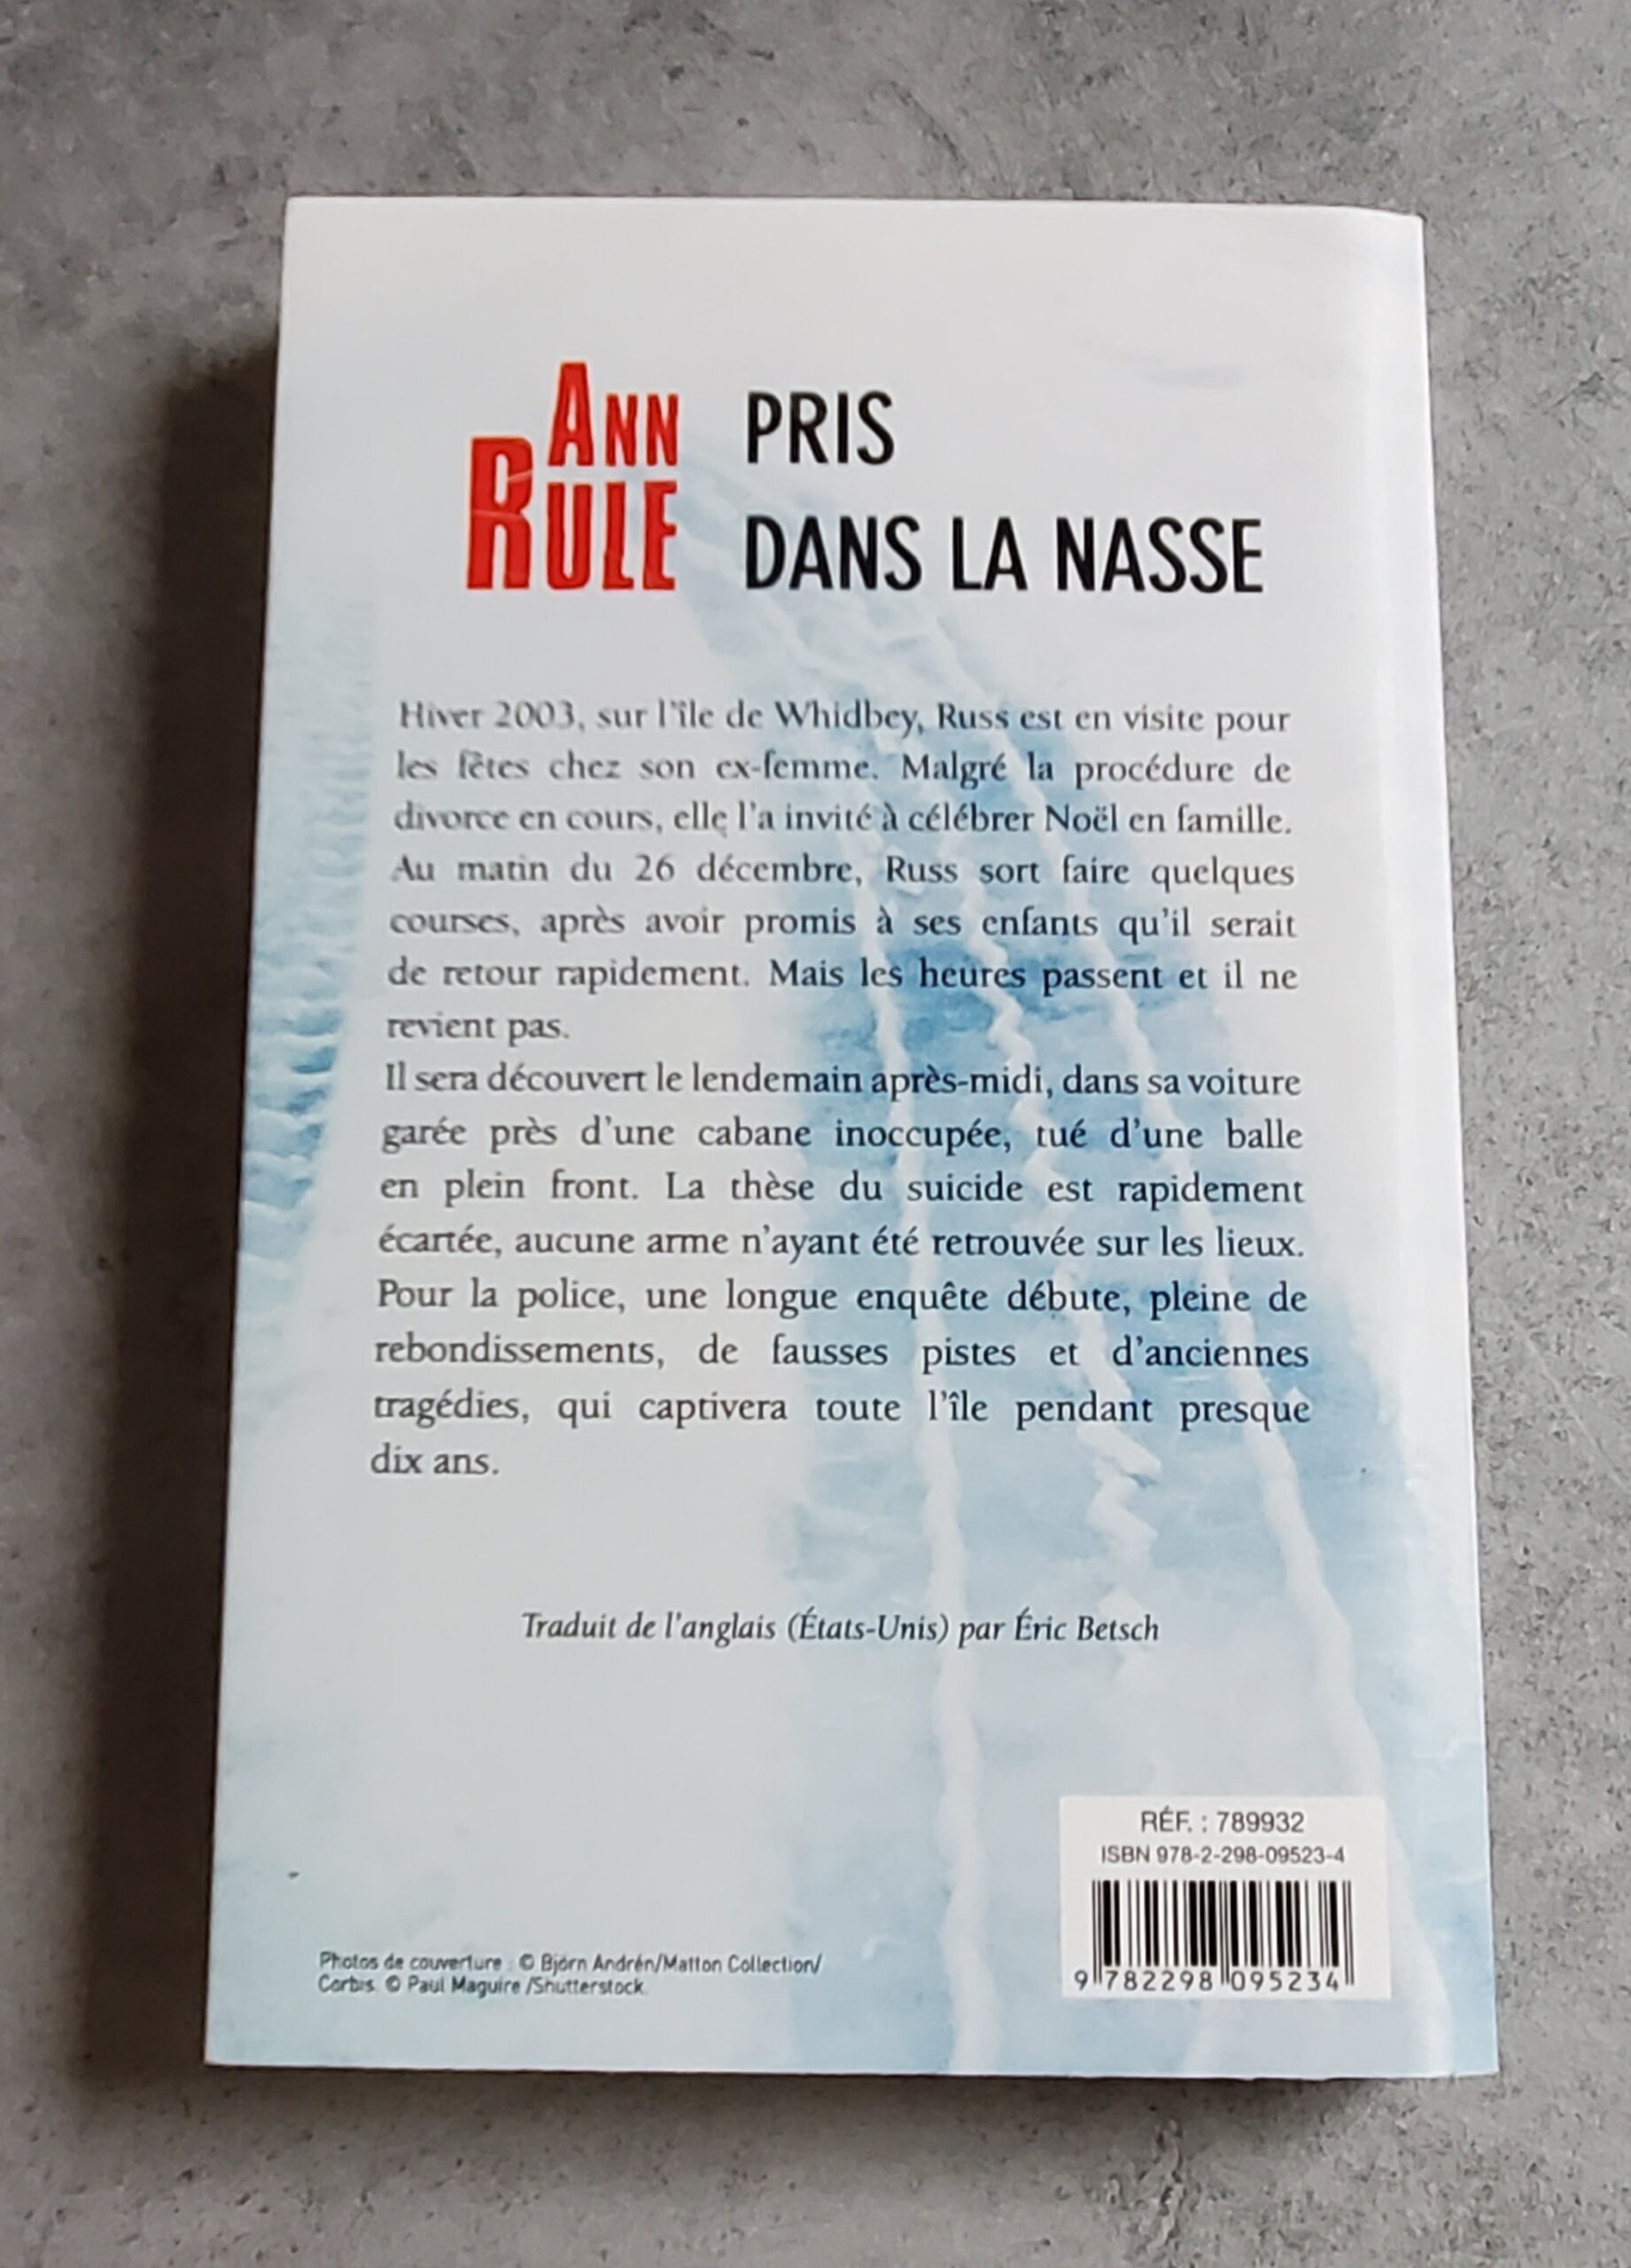 ANN
RULE
PRIS
DANS LA NASSE
Hiver 2003, sur l'île de Whidbey, Russ est en visite pour
les fêtes chez son ex-femme. Malgré la procédure de
divorce en cours, elle l'a invité à célébrer Noël en famille.
Au matin du 26 décembre, Russ sort faire quelques
courses, après avoir promis à ses enfants qu'il serait
de retour rapidement. Mais les heures passent et il ne
revient pas.
Il sera découvert le lendemain après-midi, dans sa voiture
garée près d'une cabane inoccupée, tué d'une balle
en plein front. La thèse du suicide est rapidement
écartée, aucune arme n'ayant été retrouvée sur les lieux.
Pour la police, une longue enquête débute, pleine de
rebondissements, de fausses pistes et d'anciennes
tragédies, qui captivera toute l'île pendant presque
dix ans.
Traduit de l'anglais (États-Unis) par Éric Betsch
RÉF. : 789932
ISBN 978-2-298-09523-4
9 782298 095234
Photos de couverture : © Björn Andrén/Matton Collection/
Corbis. © Paul Maguire /Shutterstock.